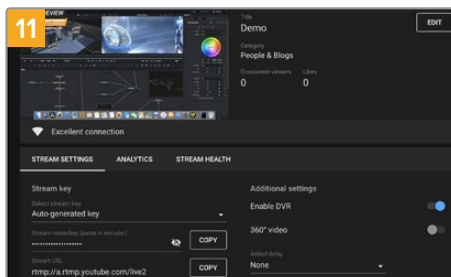 11
PREVIEW
Title
Demo
EDIT
Category
People & Blogs
Concurrent viewers Likes
0 0
Excellent connection
STREAM SETTINGS ANALYTICS STREAM HEALTH
Stream key Additional settings
Select stream key
Auto-generated key
Enable DVR
Stream name/key (paste in encoder)
•••••••••••••••••••
COPY
360° video
Stream URL
rtmp://a.rtmp.youtube.com/live2
COPY
Added delay
None